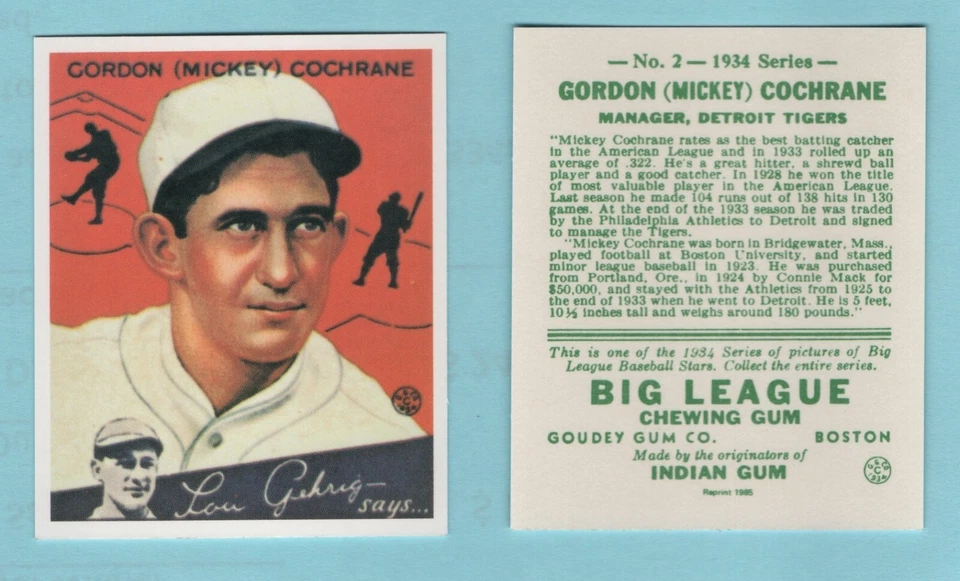 GORDON (MICKEY) COCHRANE
Lou Gehrig—
says...
— No. 2 — 1934 Series —
GORDON (MICKEY) COCHRANE
MANAGER, DETROIT TIGERS
"Mickey Cochrane rates as the best batting catcher
in the American League and in 1933 rolled up an
average of .322. He's a great hitter, a shrewd ball
player and a good catcher. In 1928 he won the title
of most valuable player in the American League.
Last season he made 104 runs out of 138 hits in 130
games. At the end of the 1933 season he was traded
by the Philadelphia Athletics to Detroit and signed
to manage the Tigers.
"Mickey Cochrane was born in Bridgewater, Mass.,
played football at Boston University, and started
minor league baseball in 1923. He was purchased
from Portland, Ore., in 1924 by Connie Mack for
$50,000, and stayed with the Athletics from 1925 to
the end of 1933 when he went to Detroit. He is 5 feet,
10½ inches tall and weighs around 180 pounds."
This is one of the 1934 Series of pictures of Big
League Baseball Stars. Collect the entire series.
BIG LEAGUE
CHEWING GUM
GOUDEY GUM CO. BOSTON
Made by the originators of
INDIAN GUM
Reprint 1985